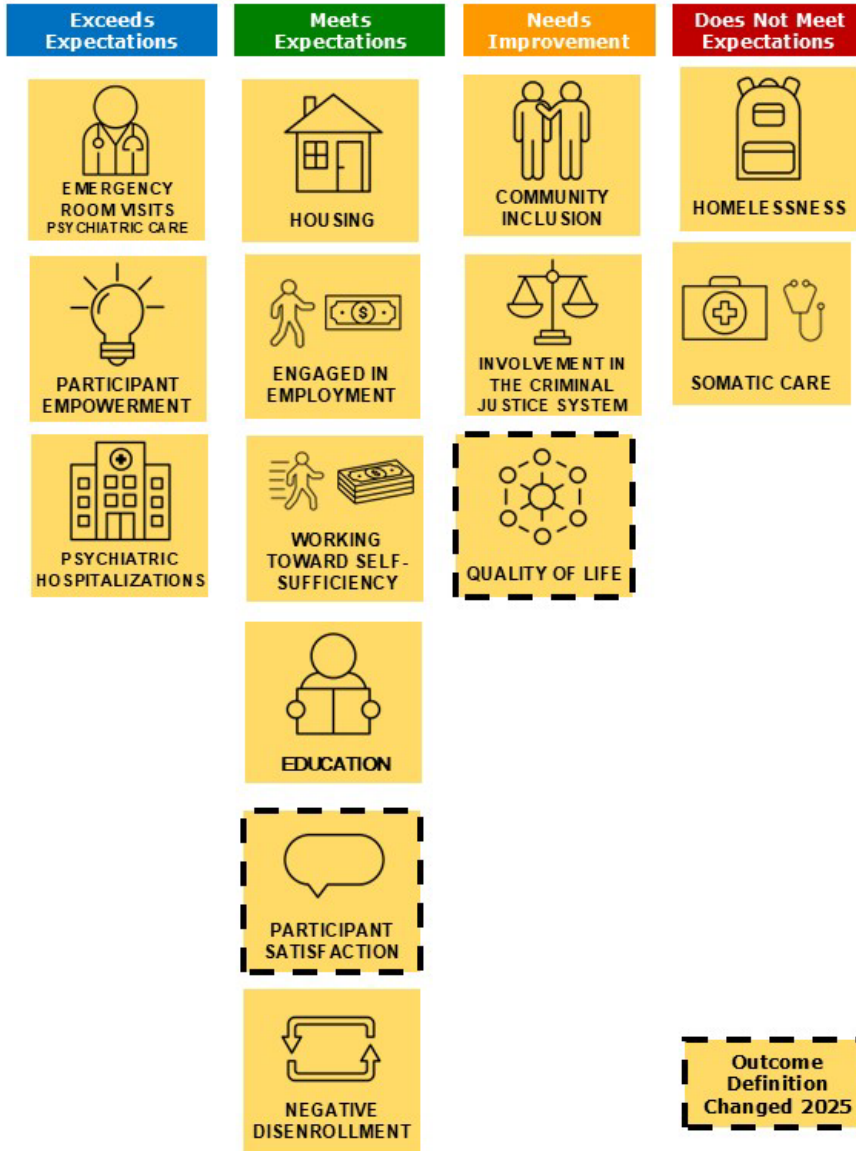 Exceeds
Expectations
Meets
Expectations
Needs
Improvement
Does Not Meet
Expectations
EMERGENCY
ROOM VISITS
PSYCHIATRIC CARE
PARTICIPANT
EMPOWERMENT
PSYCHIATRIC
HOSPITALIZATIONS
HOUSING
$
ENGAGED IN
EMPLOYMENT
$
WORKING
TOWARD SELF-
SUFFICIENCY
EDUCATION
PARTICIPANT
SATISFACTION
NEGATIVE
DISENROLLMENT
COMMUNITY
INCLUSION
INVOLVEMENT IN
THE CRIMINAL
JUSTICE SYSTEM
QUALITY OF LIFE
HOMELESSNESS
SOMATIC CARE
Outcome
Definition
Changed 2025